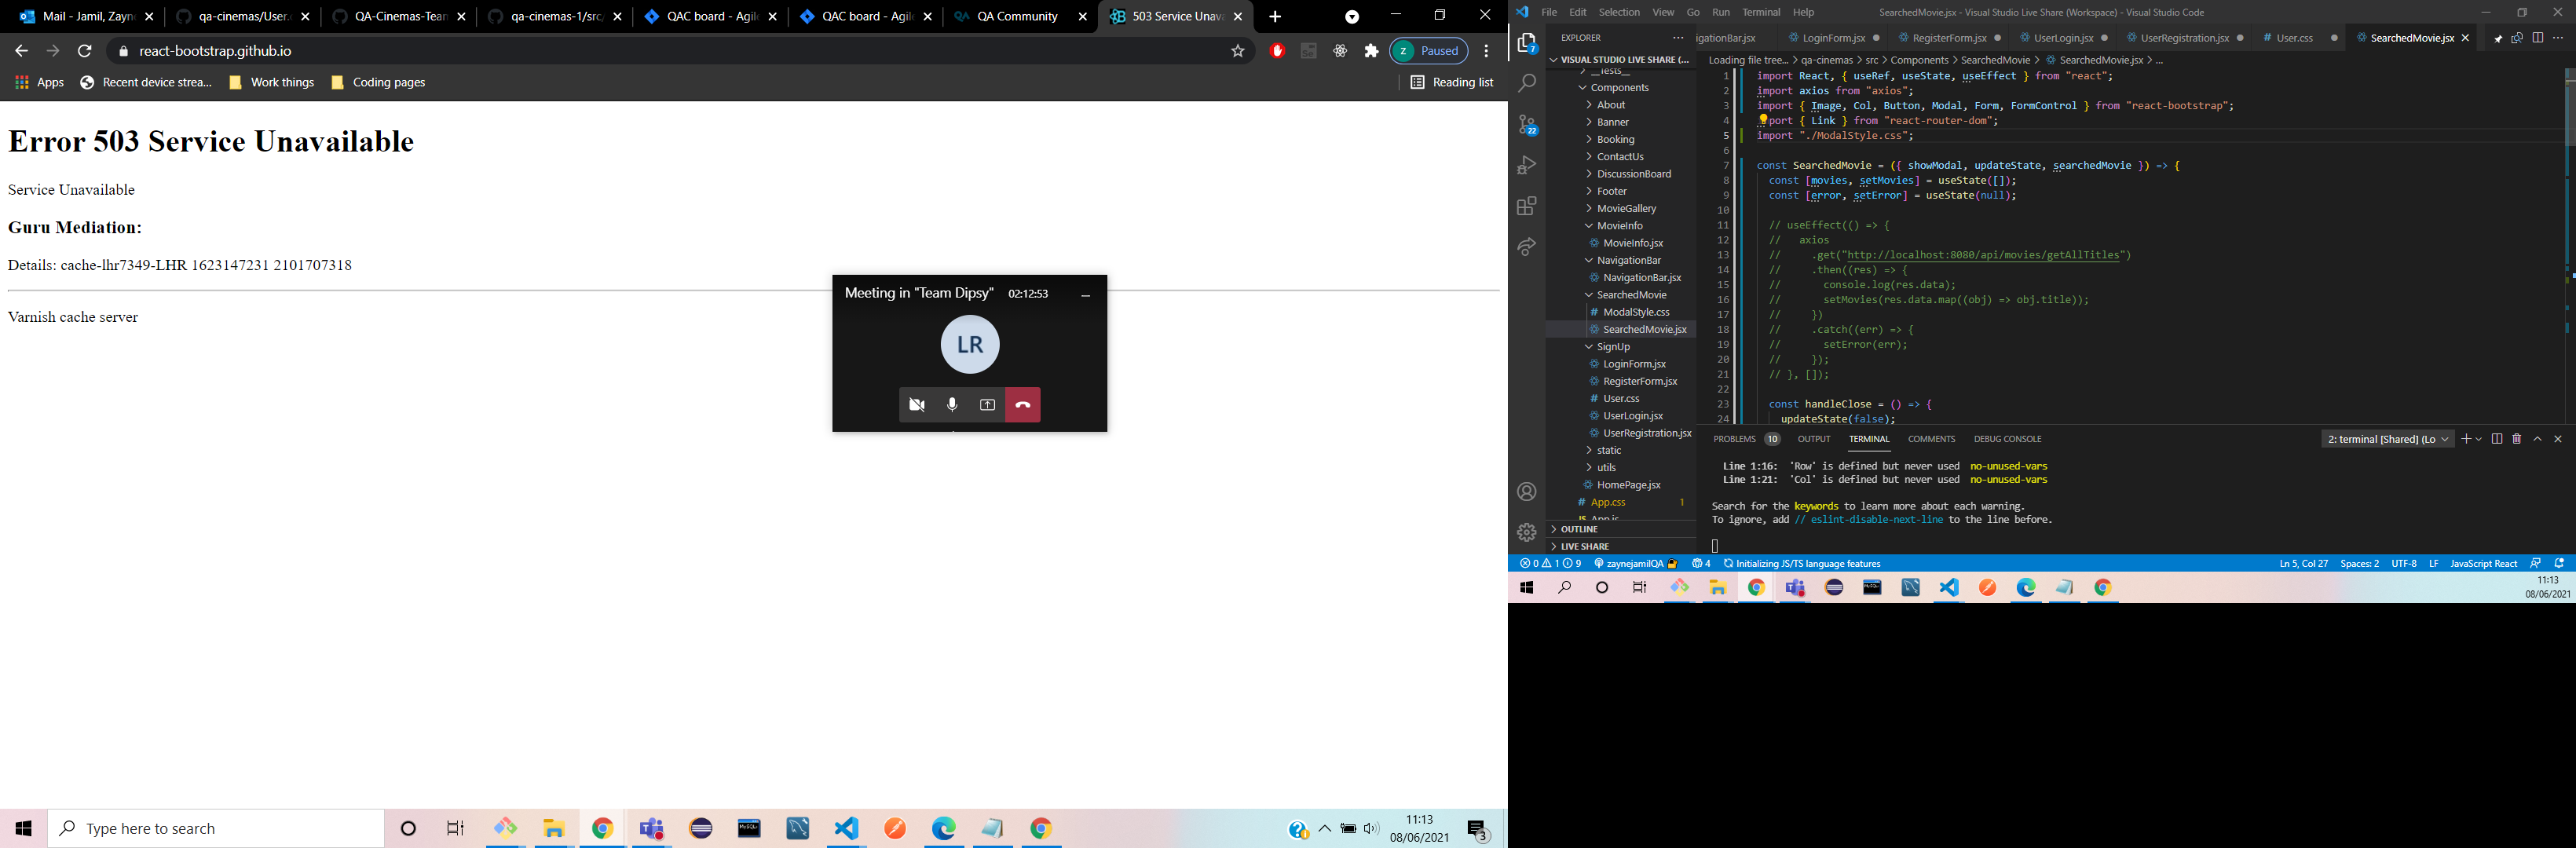 Mail - Jamil, Zayn
qa-cinemas/User.
QA-Cinemas-Team
qa-cinemas-1/src
QAC board - Agil
QAC board - Agil
QA Community
503 Service Unava
react-bootstrap.github.io
Z Paused
Apps
Recent device strea...
Work things
Coding pages
Reading list
Error 503 Service Unavailable
Service Unavailable
Guru Mediation:
Details: cache-lhr7349-LHR 1623147231 2101707318
Varnish cache server
Meeting in "Team Dipsy" 02:12:53
LR
Type here to search
11:13
08/06/2021
3
File Edit Selection View Go Run Terminal Help
SearchedMovie.jsx - Visual Studio Live Share (Workspace) - Visual Studio Code
EXPLORER
igationBar.jsx
LoginForm.jsx
RegisterForm.jsx
UserLogin.jsx
UserRegistration.jsx
# User.css
SearchedMovie.jsx
VISUAL STUDIO LIVE SHARE (...
Loading file tree... > qa-cinemas > src > Components > SearchedMovie > SearchedMovie.jsx > ...
7
22
__Tests__
Components
About
Banner
Booking
ContactUs
DiscussionBoard
Footer
MovieGallery
MovieInfo
MovieInfo.jsx
NavigationBar
NavigationBar.jsx
SearchedMovie
# ModalStyle.css
SearchedMovie.jsx
SignUp
LoginForm.jsx
RegisterForm.jsx
# User.css
UserLogin.jsx
UserRegistration.jsx
static
utils
HomePage.jsx
# App.css 1
JS App.js
OUTLINE
LIVE SHARE
1 import React, { useRef, useState, useEffect } from "react";
2 import axios from "axios";
3 import { Image, Col, Button, Modal, Form, FormControl } from "react-bootstrap";
4 port { Link } from "react-router-dom";
5 import "./ModalStyle.css";
6
7 const SearchedMovie = ({ showModal, updateState, searchedMovie }) => {
8 const [movies, setMovies] = useState([]);
9 const [error, setError] = useState(null);
10
11 // useEffect(() => {
12 // axios
13 // .get("http://localhost:8080/api/movies/getAllTitles")
14 // .then((res) => {
15 // console.log(res.data);
16 // setMovies(res.data.map((obj) => obj.title));
17 // })
18 // .catch((err) => {
19 // setError(err);
20 // });
21 // }, []);
22
23 const handleClose = () => {
24 updateState(false);
PROBLEMS 10 OUTPUT TERMINAL COMMENTS DEBUG CONSOLE
2: terminal [Shared] (Lo
Line 1:16: 'Row' is defined but never used no-unused-vars
Line 1:21: 'Col' is defined but never used no-unused-vars
Search for the keywords to learn more about each warning.
To ignore, add // eslint-disable-next-line to the line before.
0 1 9 zaynejamilQA 4 Initializing JS/TS language features
Ln 5, Col 27 Spaces: 2 UTF-8 LF JavaScript React
11:13
08/06/2021